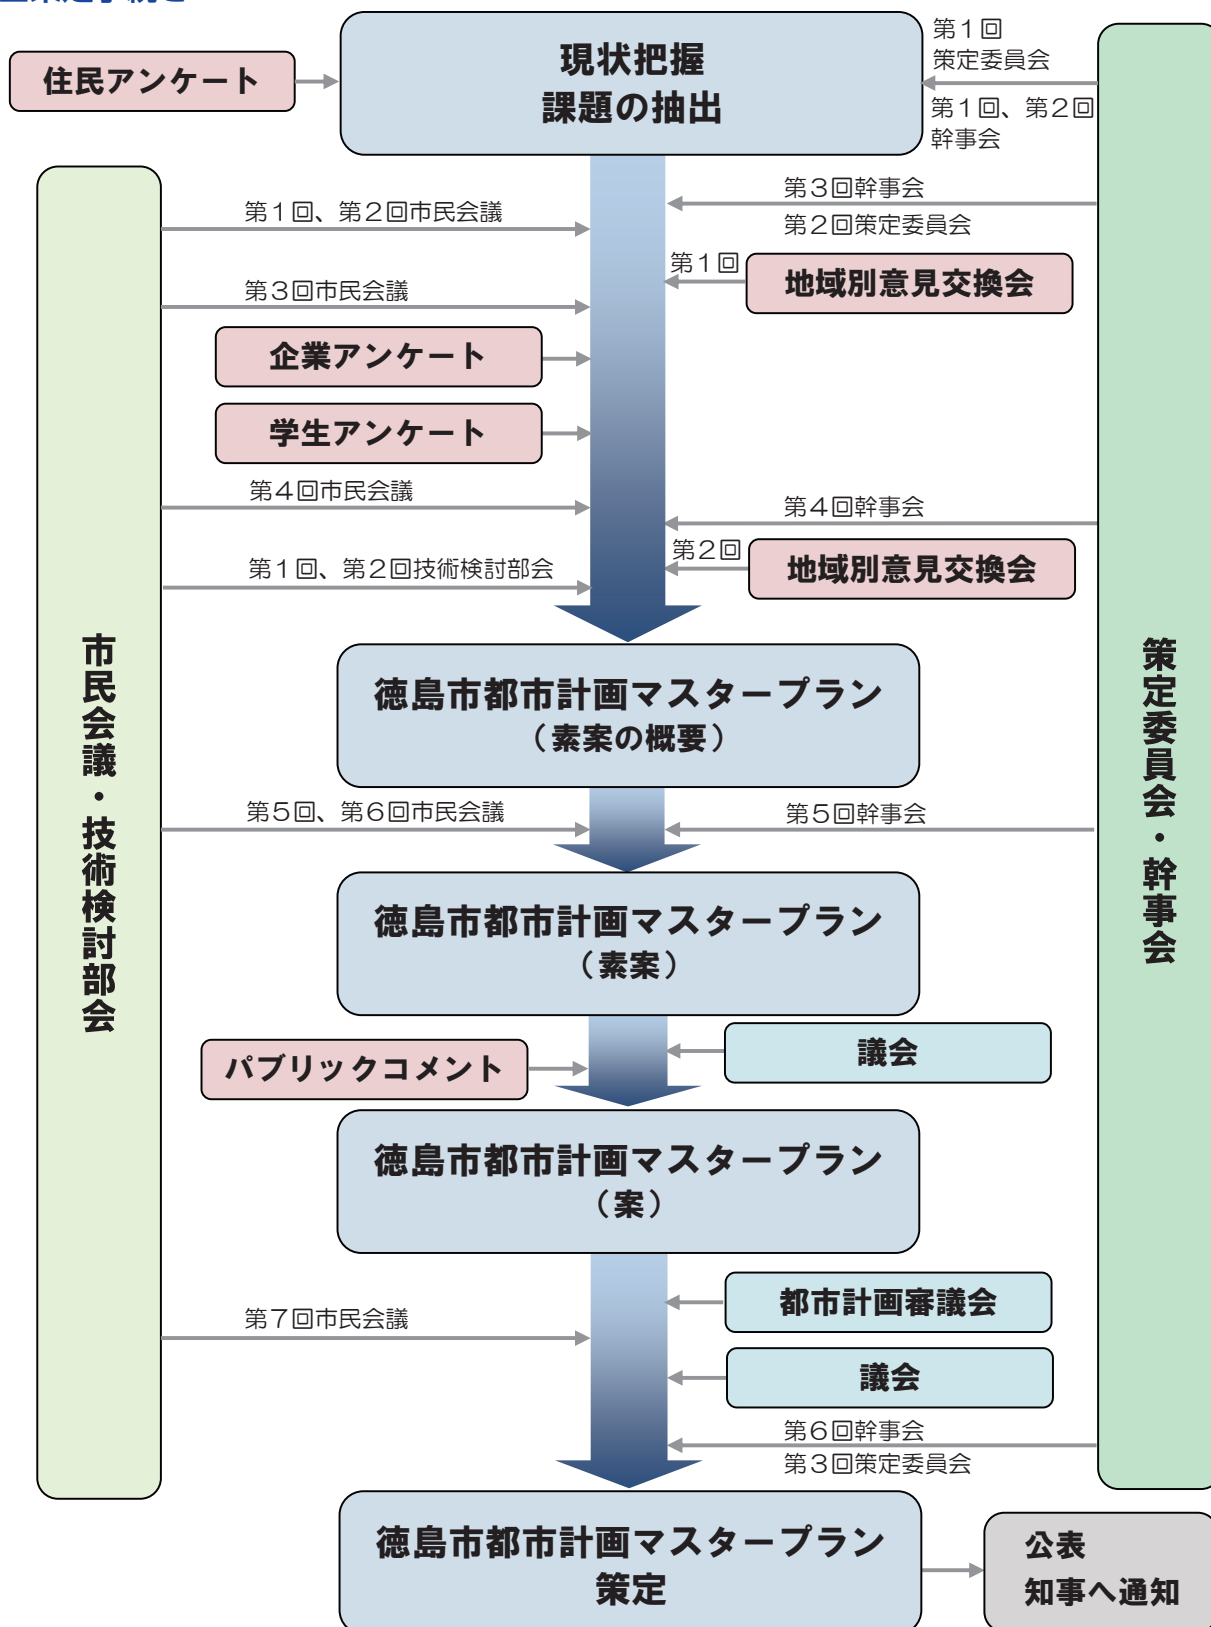 住民アンケート
現状把握
課題の抽出
第1回
策定委員会
第1回、第2回
幹事会
第1回、第2回市民会議
第3回幹事会
第2回策定委員会
第1回
地域別意見交換会
第3回市民会議
企業アンケート
学生アンケート
第4回市民会議
第4回幹事会
第2回
地域別意見交換会
第1回、第2回技術検討部会
市民会議・技術検討部会
策定委員会・幹事会
徳島市都市計画マスタープラン
（素案の概要）
第5回、第6回市民会議
第5回幹事会
徳島市都市計画マスタープラン
（素案）
議会
パブリックコメント
徳島市都市計画マスタープラン
（案）
都市計画審議会
第7回市民会議
議会
第6回幹事会
第3回策定委員会
徳島市都市計画マスタープラン
策定
公表
知事へ通知